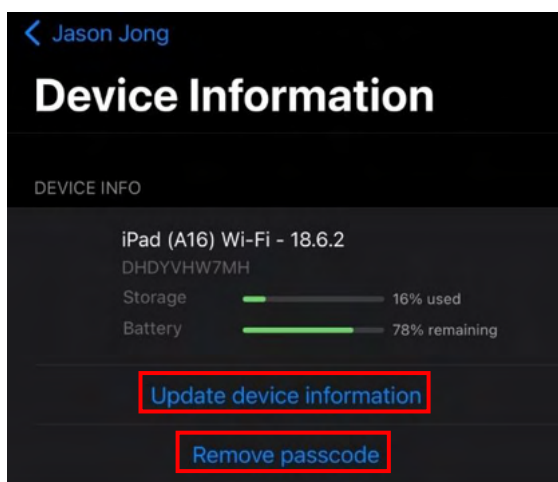 Jason Jong
Device Information
DEVICE INFO
iPad (A16) Wi-Fi - 18.6.2
DHDYVHW7MH
Storage 16% used
Battery 78% remaining
Update device information
Remove passcode